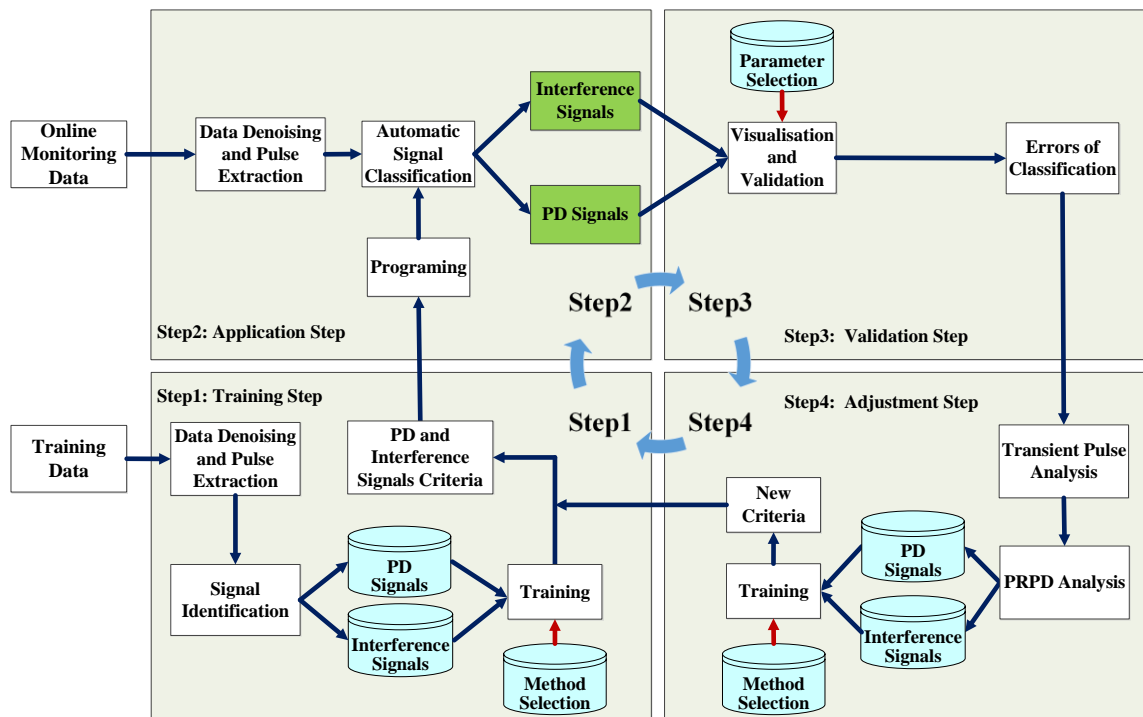 Online
Monitoring
Data
Data Denoising
and Pulse
Extraction
Automatic
Signal
Classification
Interference
Signals
PD Signals
Programing
Step2: Application Step
Parameter
Selection
Visualisation
and
Validation
Errors of
Classification
Step3: Validation Step
Step2
Step3
Step1
Step4
Step1: Training Step
Training
Data
Data Denoising
and Pulse
Extraction
PD and
Interference
Signals Criteria
Signal
Identification
PD
Signals
Interference
Signals
Training
Method
Selection
Step4: Adjustment Step
Transient Pulse
Analysis
New
Criteria
PD
Signals
PRPD Analysis
Training
Interference
Signals
Method
Selection